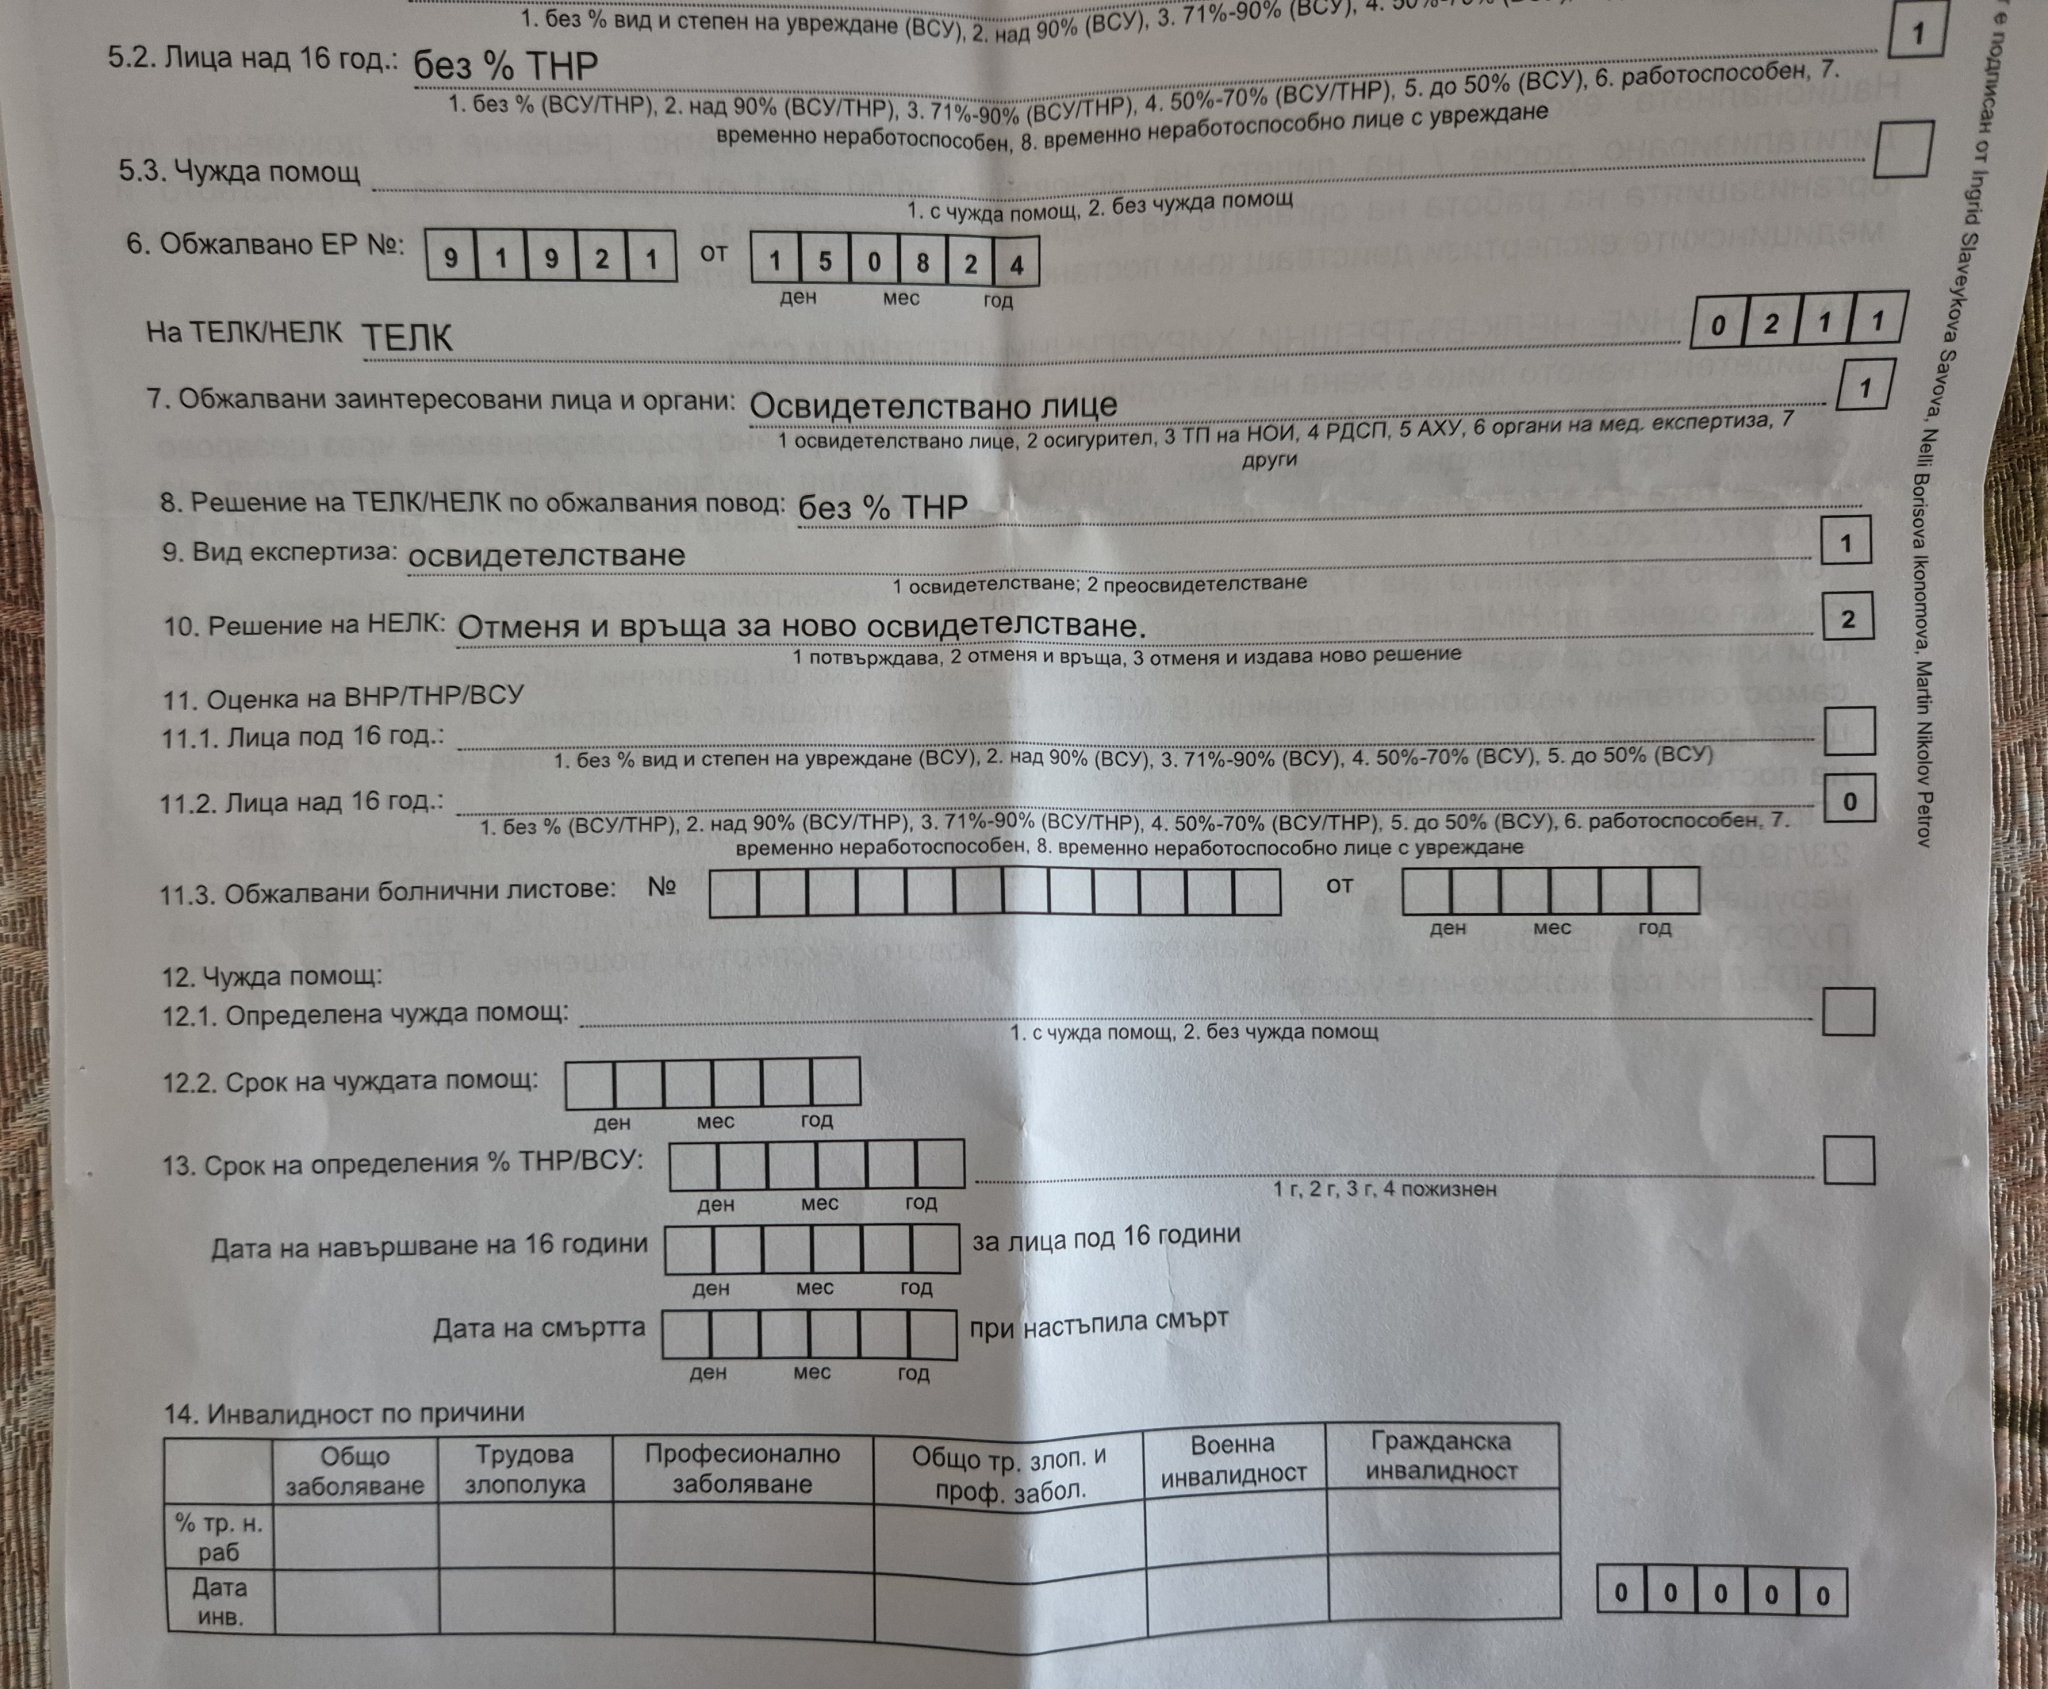 1. без % вид и степен на увреждане (ВСУ), 2. над 90% (ВСУ), 3. 71%-90% (ВСУ), 4.
5.2. Лица над 16 год.: без % ТНР 1
1. без % (ВСУ/ТНР), 2. над 90% (ВСУ/ТНР), 3. 71%-90% (ВСУ/ТНР), 4. 50%-70% (ВСУ/ТНР), 5. до 50% (ВСУ), 6. работоспособен, 7.
временно неработоспособен, 8. временно неработоспособно лице с увреждане
5.3. Чужда помощ
1. с чужда помощ, 2. без чужда помощ
6. Обжалвано ЕР №: 9 1 9 2 1 от 1 5 0 8 2 4
ден мес год
На ТЕЛК/НЕЛК ТЕЛК 0 2 1 1
7. Обжалвани заинтересовани лица и органи: Освидетелствано лице 1
1 освидетелствано лице, 2 осигурител, 3 ТП на НОИ, 4 РДСП, 5 АХУ, 6 органи на мед. експертиза, 7
други
8. Решение на ТЕЛК/НЕЛК по обжалвания повод: без % ТНР
9. Вид експертиза: освидетелстване 1
1 освидетелстване; 2 преосвидетелстване
10. Решение на НЕЛК: Отменя и връща за ново освидетелстване. 2
1 потвърждава, 2 отменя и връща, 3 отменя и издава ново решение
11. Оценка на ВНР/ТНР/ВСУ
11.1. Лица под 16 год.:
1. без % вид и степен на увреждане (ВСУ), 2. над 90% (ВСУ), 3. 71%-90% (ВСУ), 4. 50%-70% (ВСУ), 5. до 50% (ВСУ)
11.2. Лица над 16 год.: 0
1. без % (ВСУ/ТНР), 2. над 90% (ВСУ/ТНР), 3. 71%-90% (ВСУ/ТНР), 4. 50%-70% (ВСУ/ТНР), 5. до 50% (ВСУ), 6. работоспособен, 7.
временно неработоспособен, 8. временно неработоспособно лице с увреждане
11.3. Обжалвани болнични листове: № от
ден мес год
12. Чужда помощ:
12.1. Определена чужда помощ:
1. с чужда помощ, 2. без чужда помощ
12.2. Срок на чуждата помощ:
ден мес год
13. Срок на определения % ТНР/ВСУ:
ден мес год 1 г, 2 г, 3 г, 4 пожизнен
Дата на навършване на 16 години за лица под 16 години
ден мес год
Дата на смъртта при настъпила смърт
ден мес год
14. Инвалидност по причини
Общо заболяване Трудова злополука Професионално заболяване Общо тр. злоп. и проф. забол. Военна инвалидност Гражданска инвалидност
% тр. н. раб
Дата инв.
0 0 0 0 0
е подписан от Ingrid Slaveykova Savova, Nelli Borisova Ikonomova, Martin Nikolov Petrov